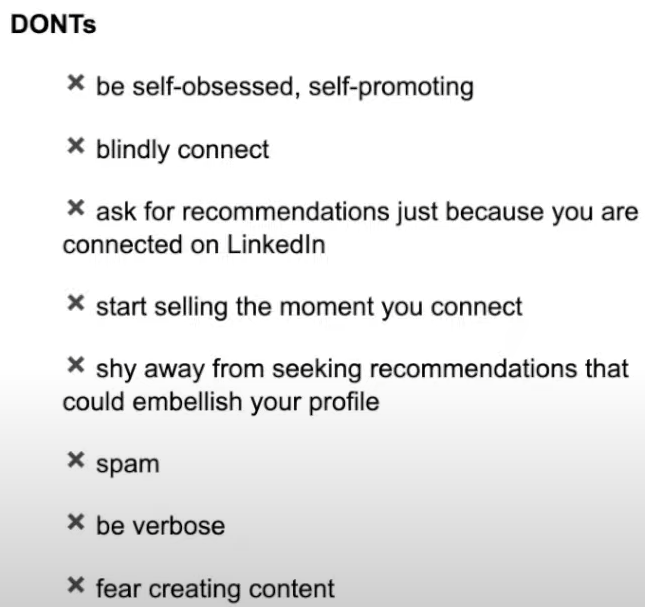 DONTs
× be self-obsessed, self-promoting
× blindly connect
× ask for recommendations just because you are
connected on LinkedIn
× start selling the moment you connect
× shy away from seeking recommendations that
could embellish your profile
× spam
× be verbose
× fear creating content